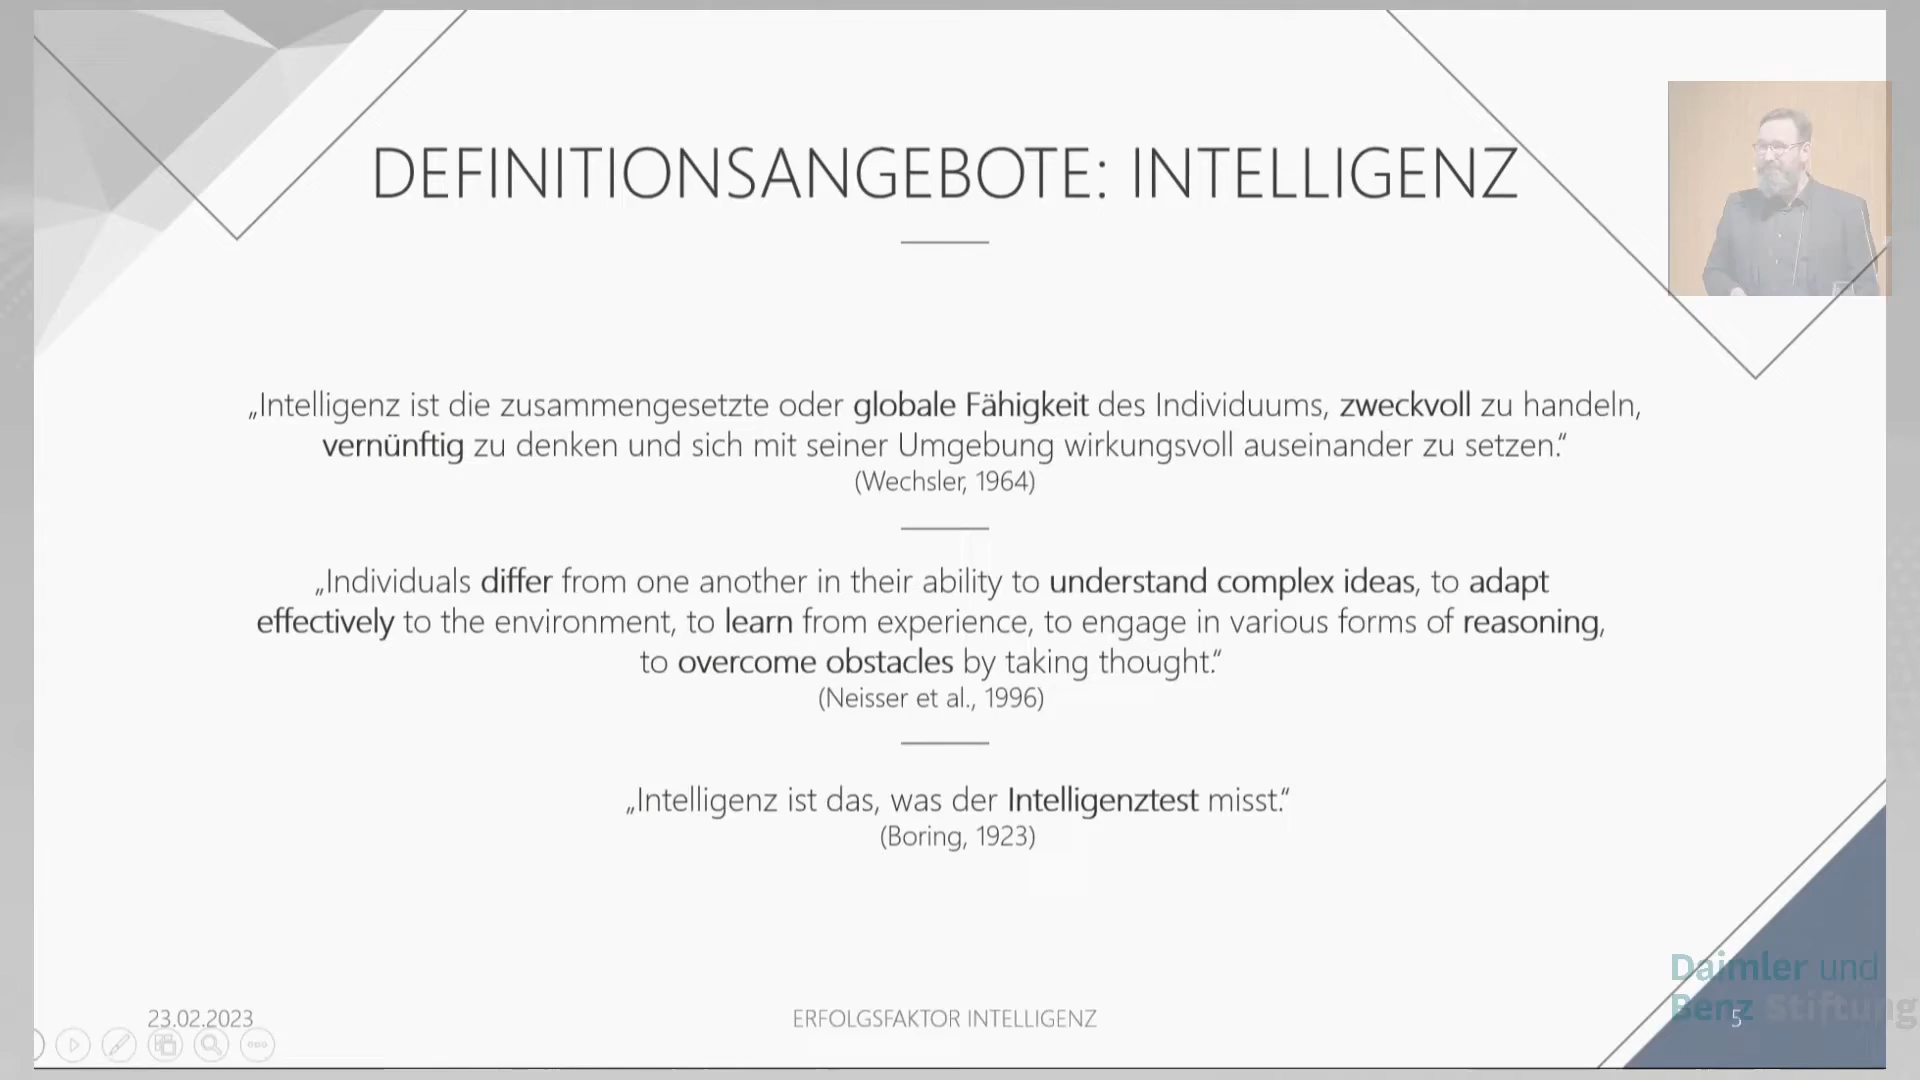 DEFINITIONSANGEBOTE: INTELLIGENZ
„Intelligenz ist die zusammengesetzte oder globale Fähigkeit des Individuums, zweckvoll zu handeln,
vernünftig zu denken und sich mit seiner Umgebung wirkungsvoll auseinander zu setzen.“
(Wechsler, 1964)
„Individuals differ from one another in their ability to understand complex ideas, to adapt
effectively to the environment, to learn from experience, to engage in various forms of reasoning,
to overcome obstacles by taking thought.“
(Neisser et al., 1996)
„Intelligenz ist das, was der Intelligenztest misst.“
(Boring, 1923)
Daimler und
Benz Stiftung
23.02.2023
ERFOLGSFAKTOR INTELLIGENZ
5